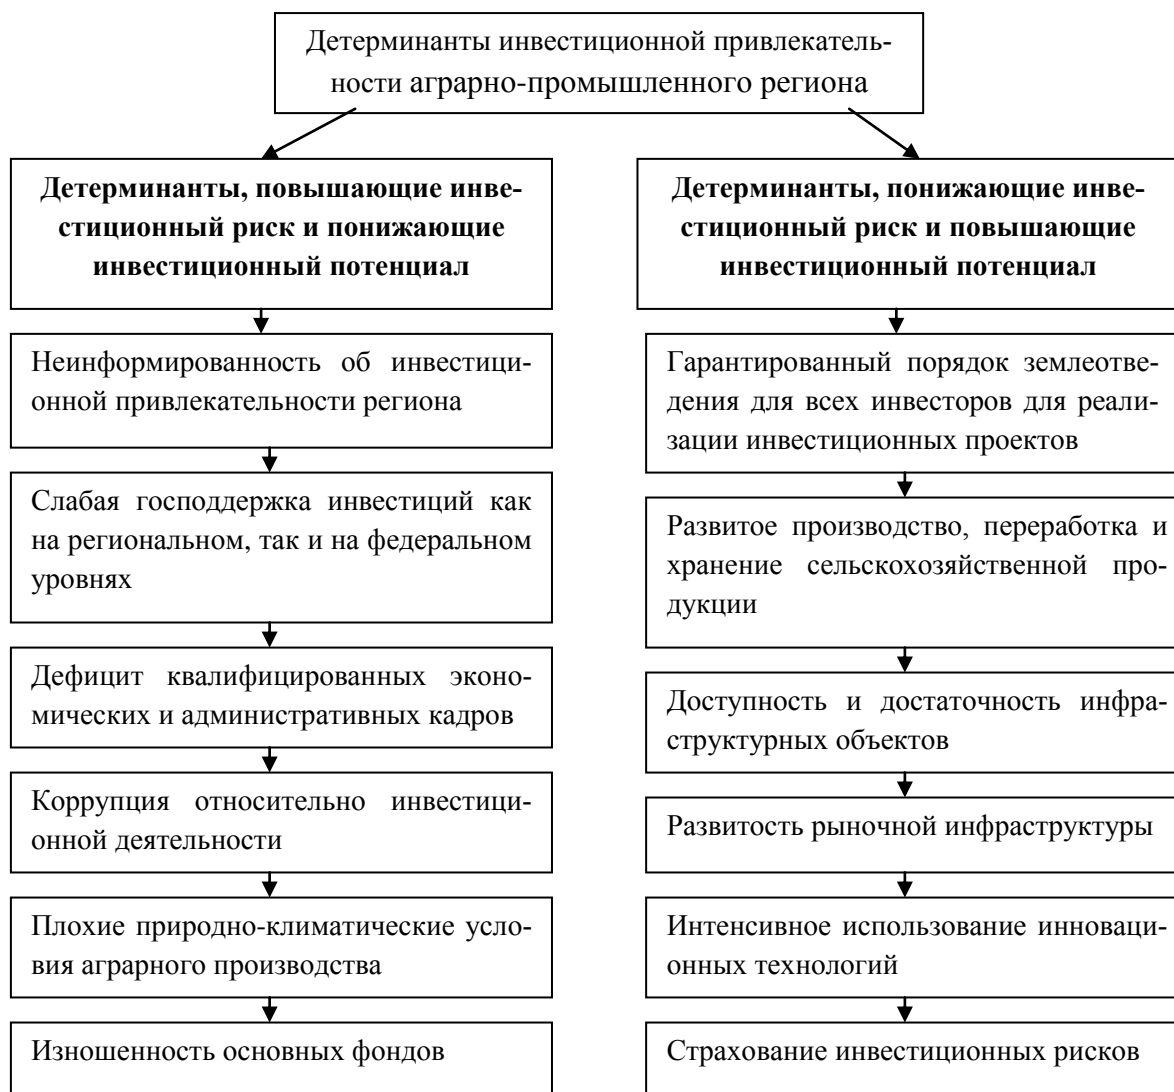 Детерминанты инвестиционной привлекатель-
ности аграрно-промышленного региона
Детерминанты, повышающие инве-
стиционный риск и понижающие
инвестиционный потенциал
Неинформированность об инвестици-
онной привлекательности региона
Слабая господдержка инвестиций как
на региональном, так и на федеральном
уровнях
Дефицит квалифицированных эконо-
мических и административных кадров
Коррупция относительно инвестици-
онной деятельности
Плохие природно-климатические усло-
вия аграрного производства
Изношенность основных фондов
Детерминанты, понижающие инве-
стиционный риск и повышающие
инвестиционный потенциал
Гарантированный порядок землеотве-
дения для всех инвесторов для реали-
зации инвестиционных проектов
Развитое производство, переработка и
хранение сельскохозяйственной про-
дукции
Доступность и достаточность инфра-
структурных объектов
Развитость рыночной инфраструктуры
Интенсивное использование инноваци-
онных технологий
Страхование инвестиционных рисков